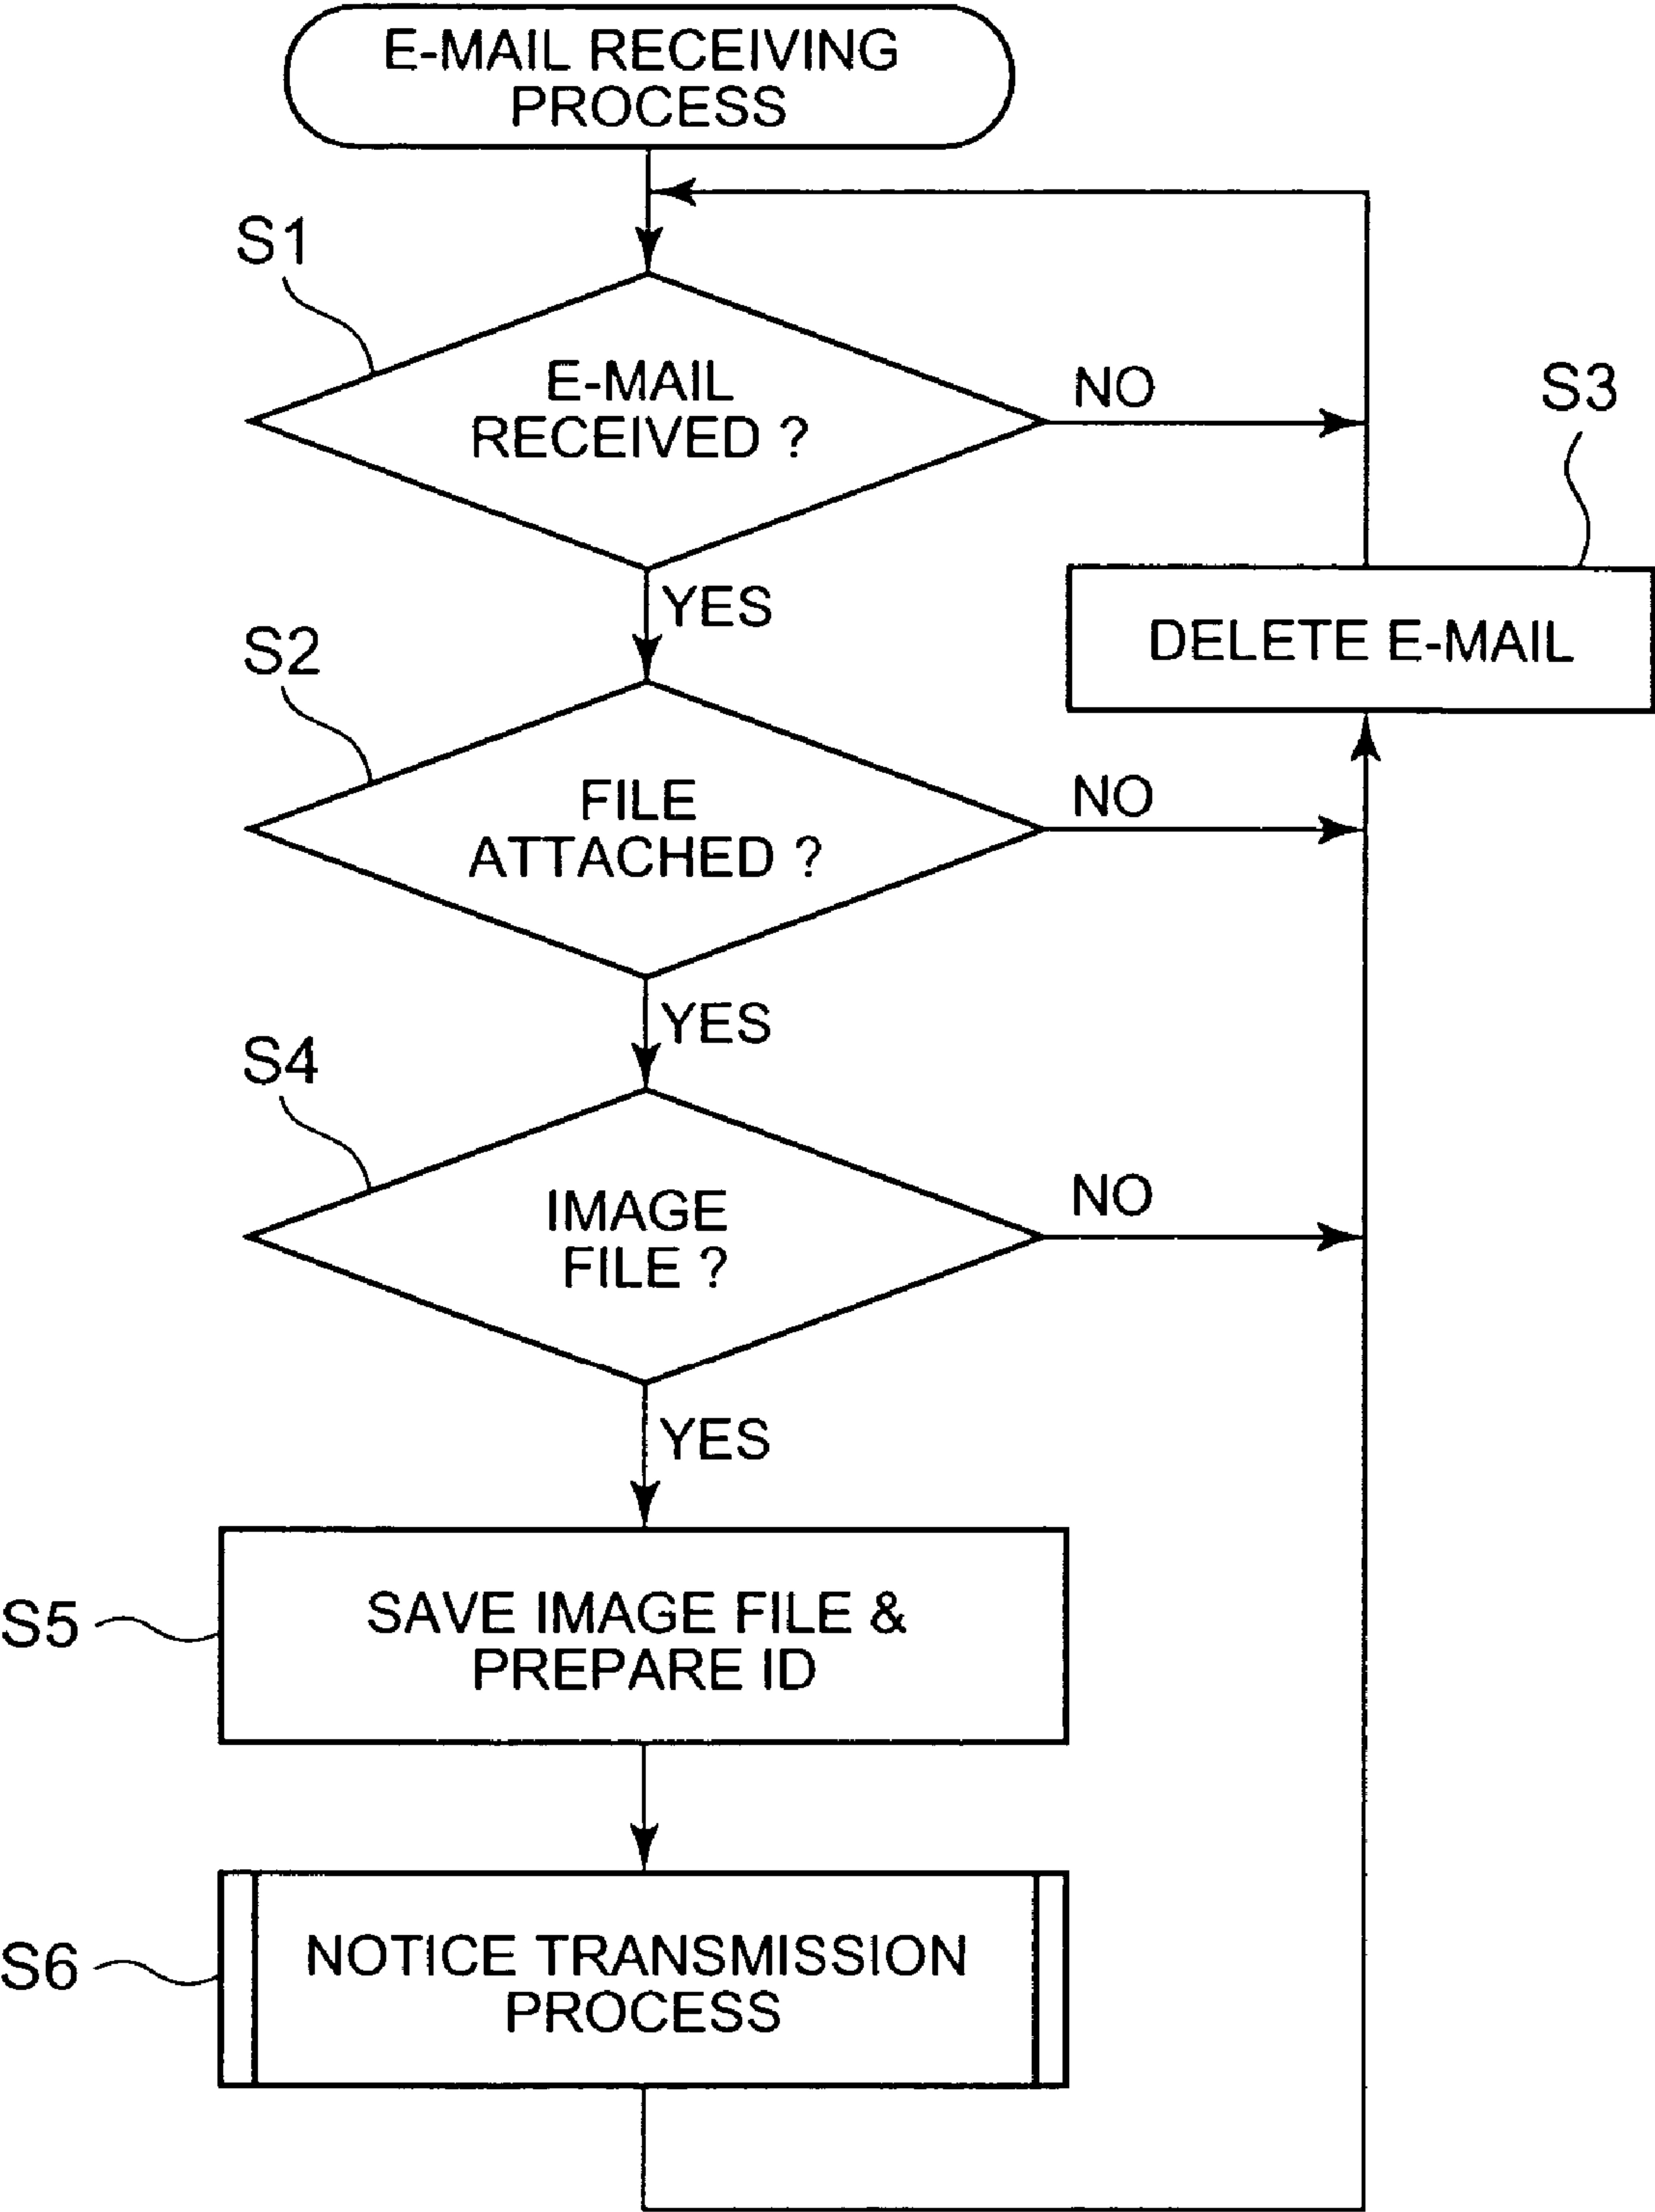 E-MAIL RECEIVING
PROCESS
S1
E-MAIL
RECEIVED ?
NO
S3
YES
DELETE E-MAIL
S2
FILE
ATTACHED ?
NO
YES
S4
IMAGE
FILE ?
NO
YES
S5
SAVE IMAGE FILE &
PREPARE ID
S6
NOTICE TRANSMISSION
PROCESS